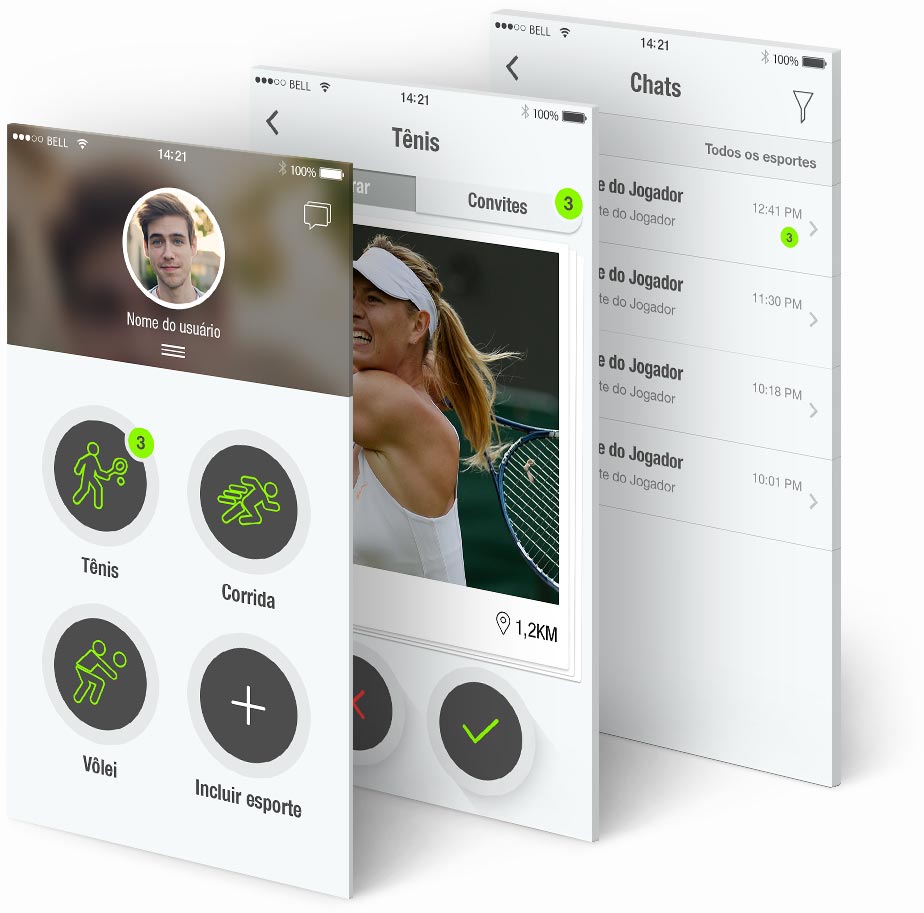 BELL
14:21
100%
Nome do usuário
3
Tênis
Corrida
Vôlei
Incluir esporte
BELL
14:21
100%
Tênis
rar
Convites
3
1,2KM
BELL
14:21
100%
Chats
Todos os esportes
e do Jogador
12:41 PM
te do Jogador
3
e do Jogador
11:30 PM
te do Jogador
e do Jogador
10:18 PM
te do Jogador
e do Jogador
10:01 PM
te do Jogador